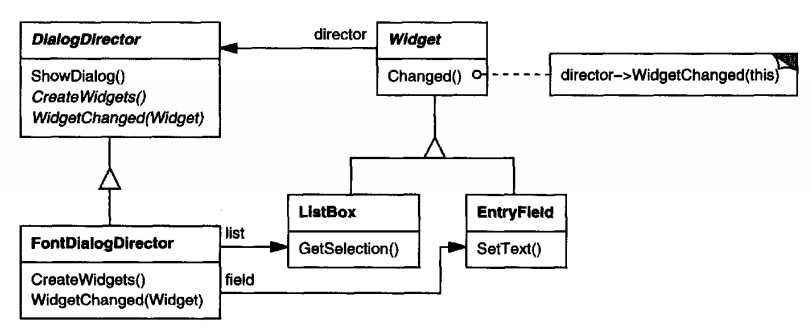 DialogDirector
ShowDialog()
CreateWidgets()
WidgetChanged(Widget)
director
Widget
Changed()
director->WidgetChanged(this)
FontDialogDirector
CreateWidgets()
WidgetChanged(Widget)
list
field
ListBox
GetSelection()
EntryField
SetText()